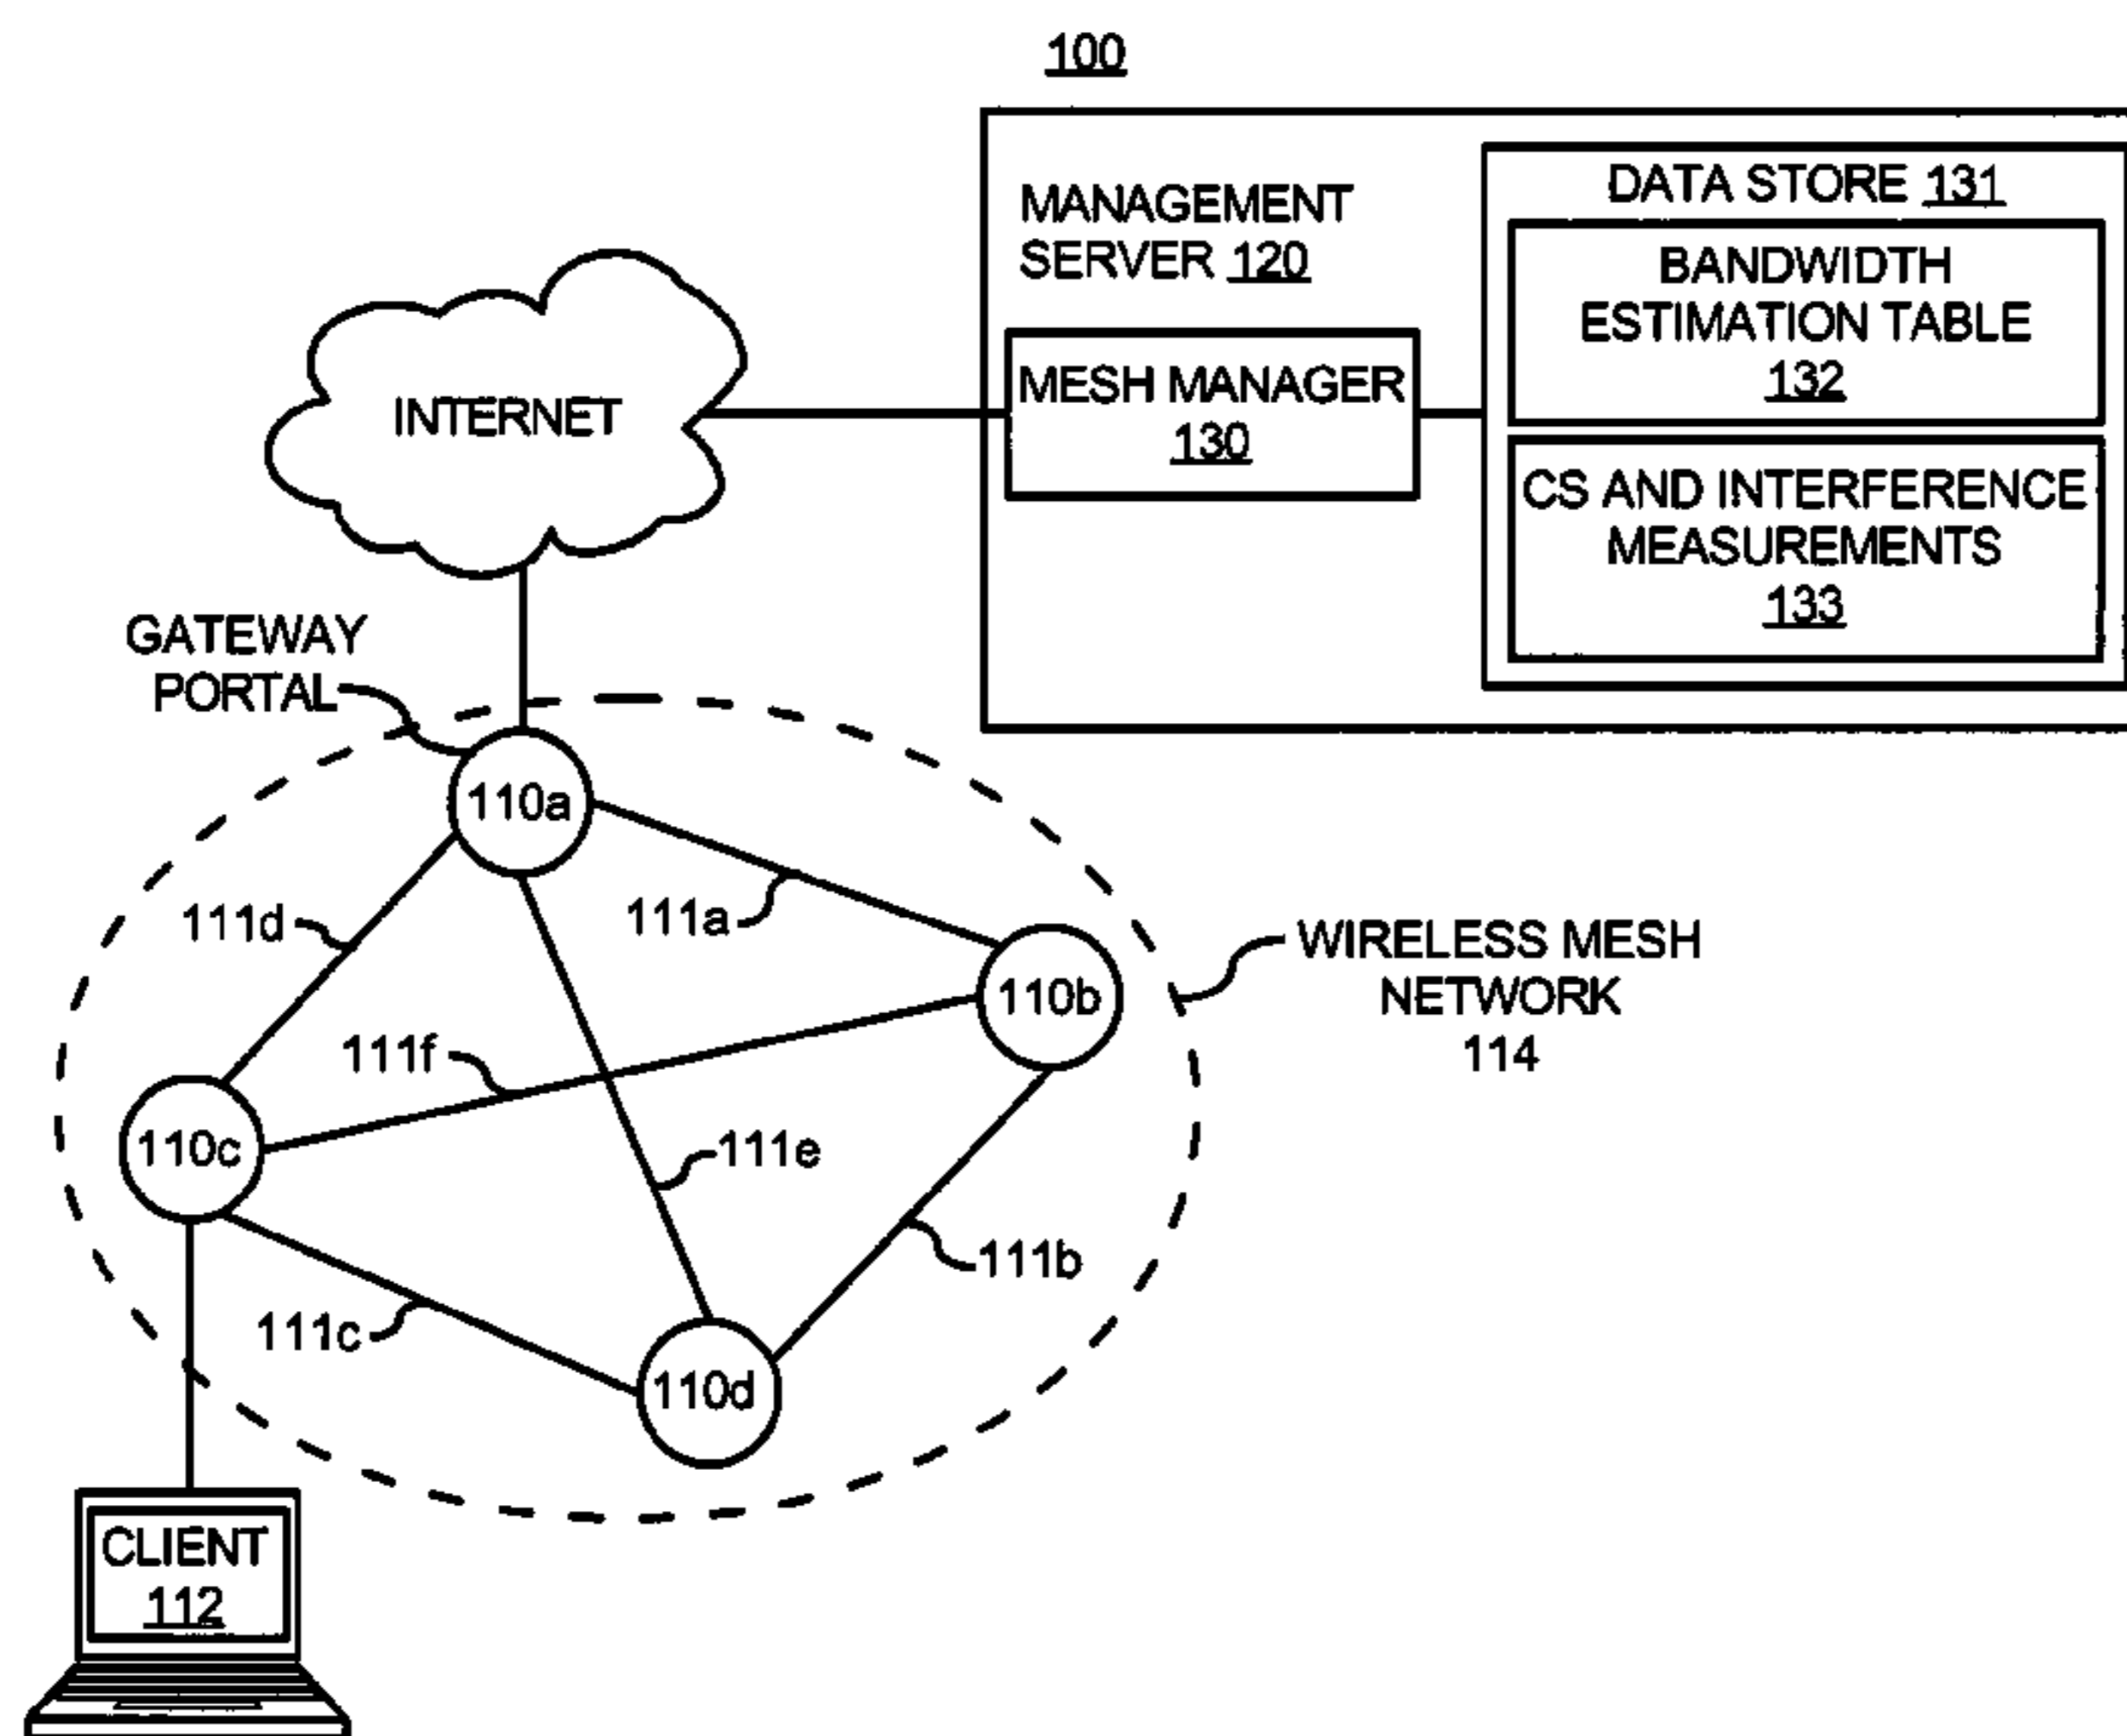 100
MANAGEMENT
SERVER 120
DATA STORE 131
BANDWIDTH
ESTIMATION TABLE
132
MESH MANAGER
130
CS AND INTERFERENCE
MEASUREMENTS
133
INTERNET
GATEWAY
PORTAL
110a
111d
111a
110b
WIRELESS MESH
NETWORK
114
111f
110c
111e
111b
111c
110d
CLIENT
112